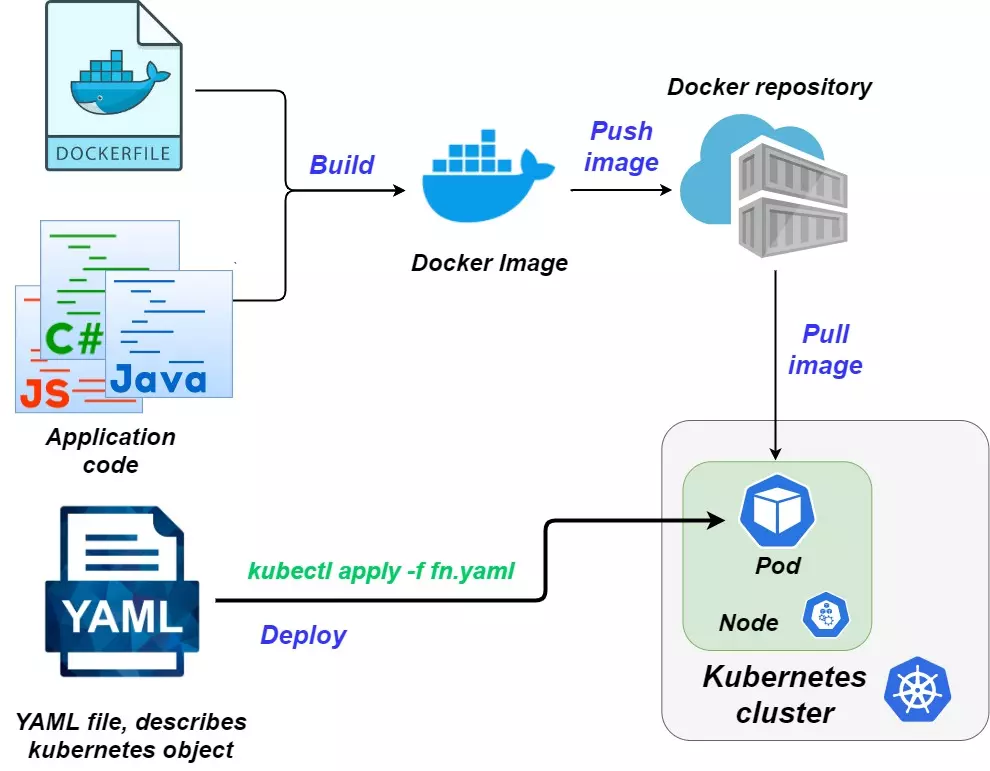 DOCKERFILE
Build
Docker Image
Push
image
Docker repository
C#
JS
Java
Application
code
Pull
image
YAML
kubectl apply -f fn.yaml
Deploy
YAML file, describes
kubernetes object
Pod
Node
Kubernetes
cluster